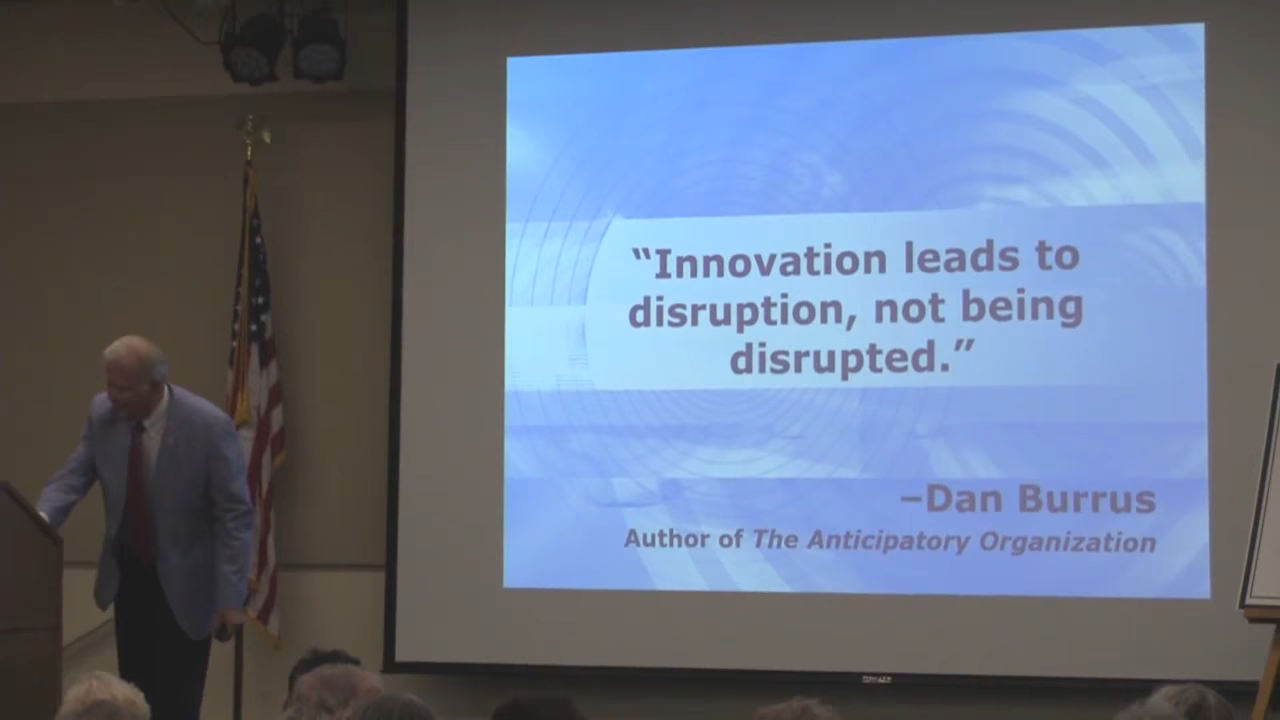 “Innovation leads to
disruption, not being
disrupted.”
–Dan Burrus
Author of The Anticipatory Organization